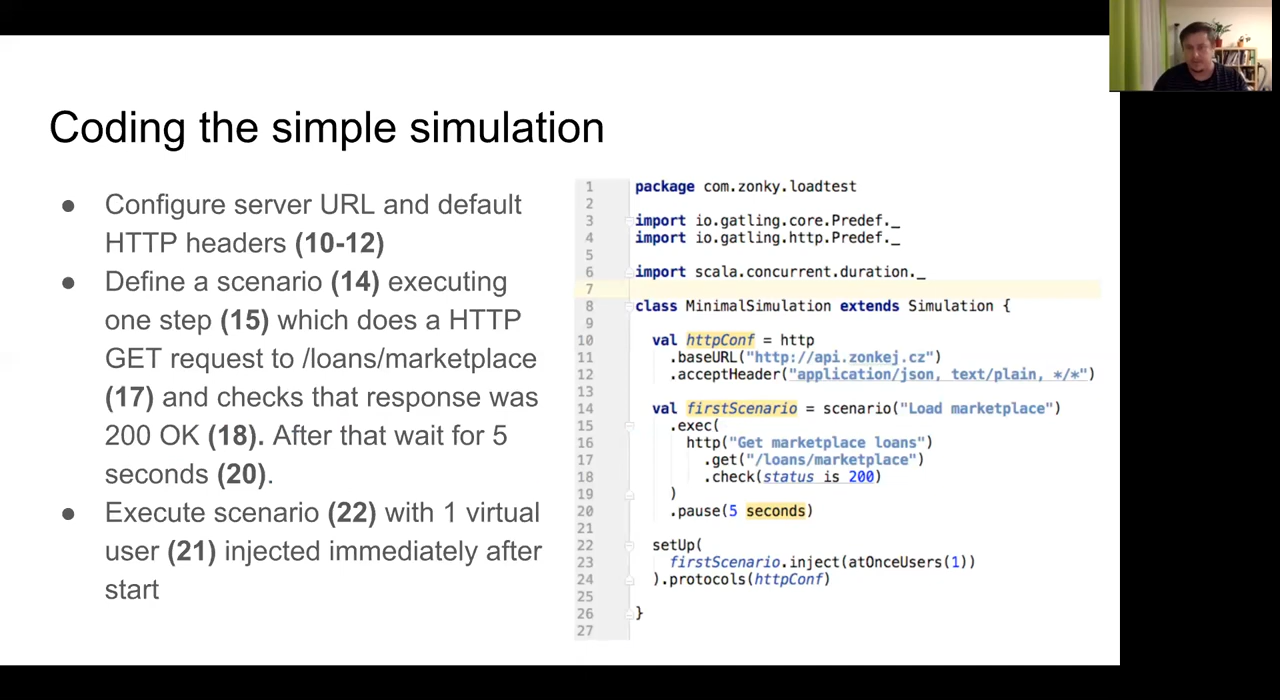 Coding the simple simulation
● Configure server URL and default
HTTP headers (10-12)
● Define a scenario (14) executing
one step (15) which does a HTTP
GET request to /loans/marketplace
(17) and checks that response was
200 OK (18). After that wait for 5
seconds (20).
● Execute scenario (22) with 1 virtual
user (21) injected immediately after
start
1 package com.zonky.loadtest
2
3 import io.gatling.core.Predef._
4 import io.gatling.http.Predef._
5
6 import scala.concurrent.duration._
7
8 class MinimalSimulation extends Simulation {
9
10 val httpConf = http
11 .baseURL("http://api.zonkej.cz")
12 .acceptHeader("application/json, text/plain, */*")
13
14 val firstScenario = scenario("Load marketplace")
15 .exec(
16 http("Get marketplace loans")
17 .get("/loans/marketplace")
18 .check(status is 200)
19 )
20 .pause(5 seconds)
21
22 setUp(
23 firstScenario.inject(atOnceUsers(1))
24 ).protocols(httpConf)
25
26 }
27